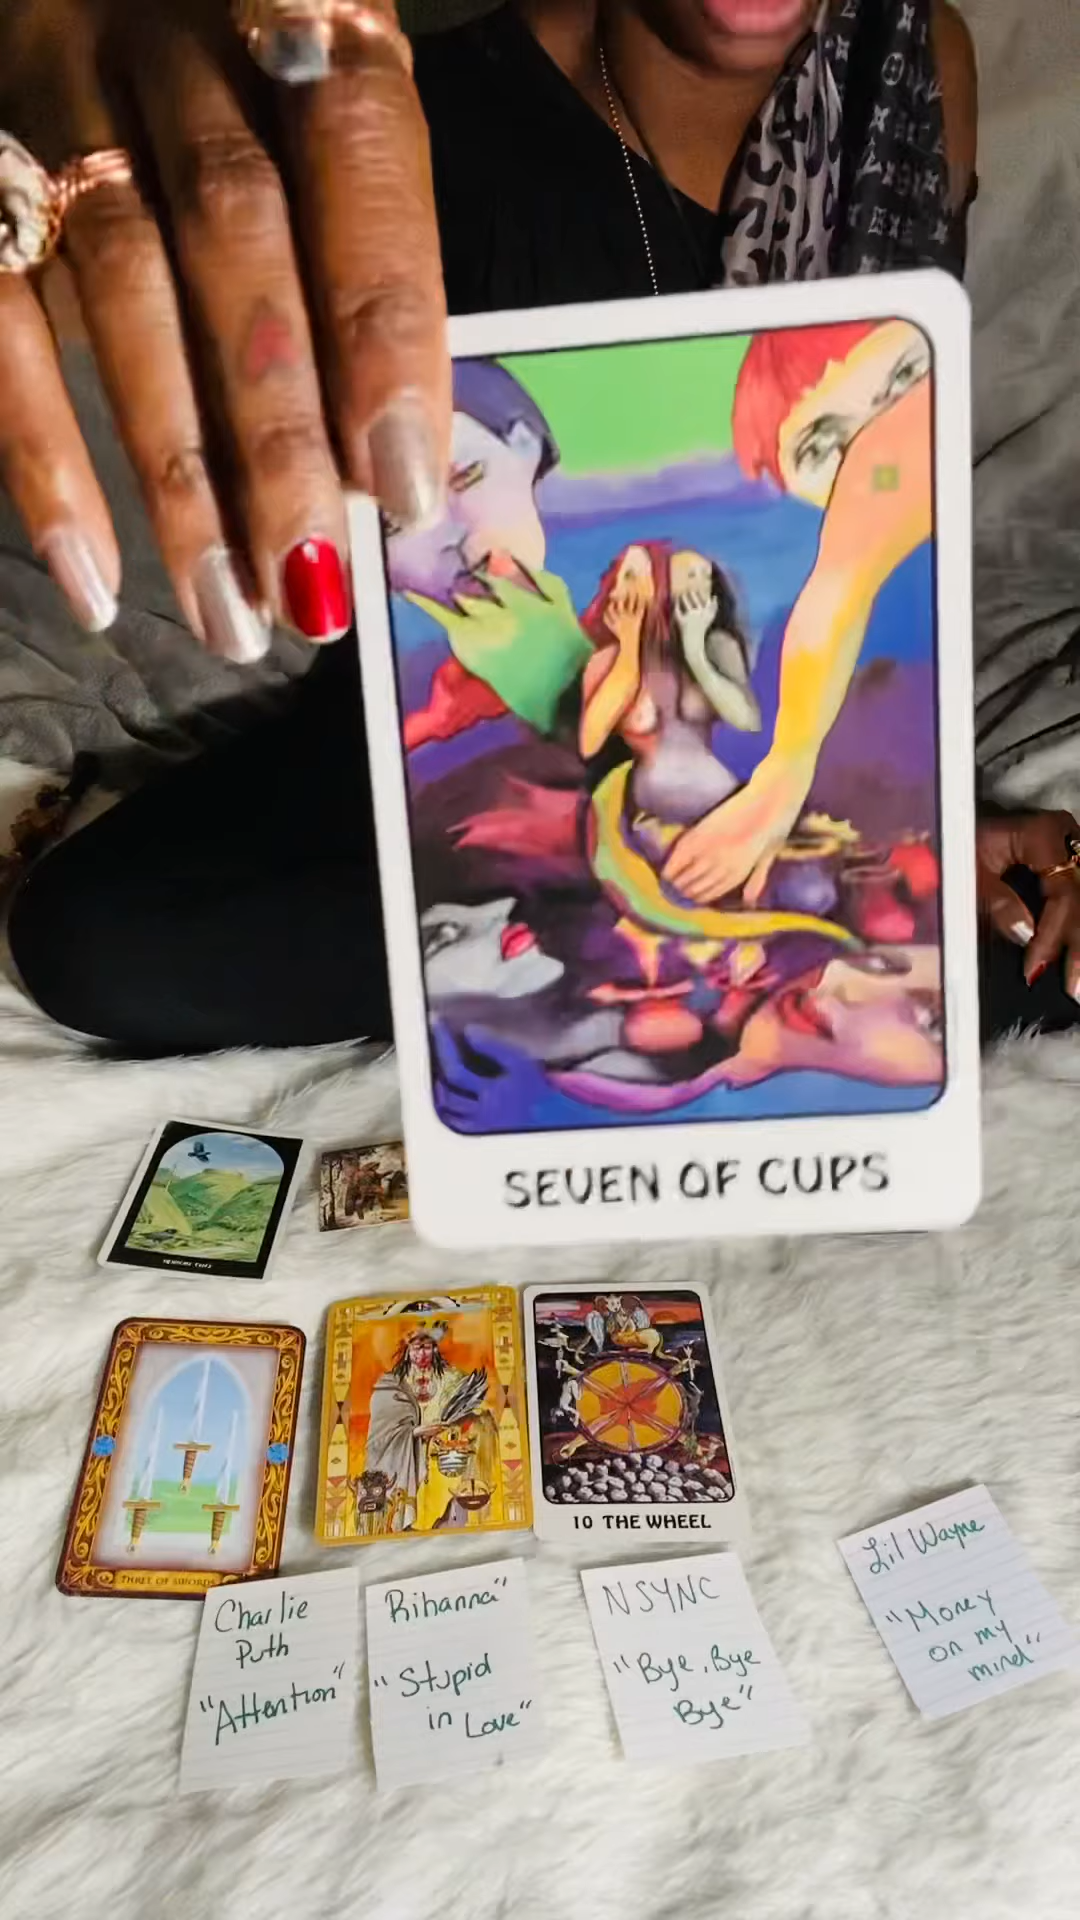 SEVEN OF CUPS
THREE OF SWORDS
10 THE WHEEL
Charlie
Puth
"Attention"
Rihanna"
"Stupid
in Love"
NSYNC
"Bye, Bye
Bye"
Lil Wayne
"Money
on my
mind"